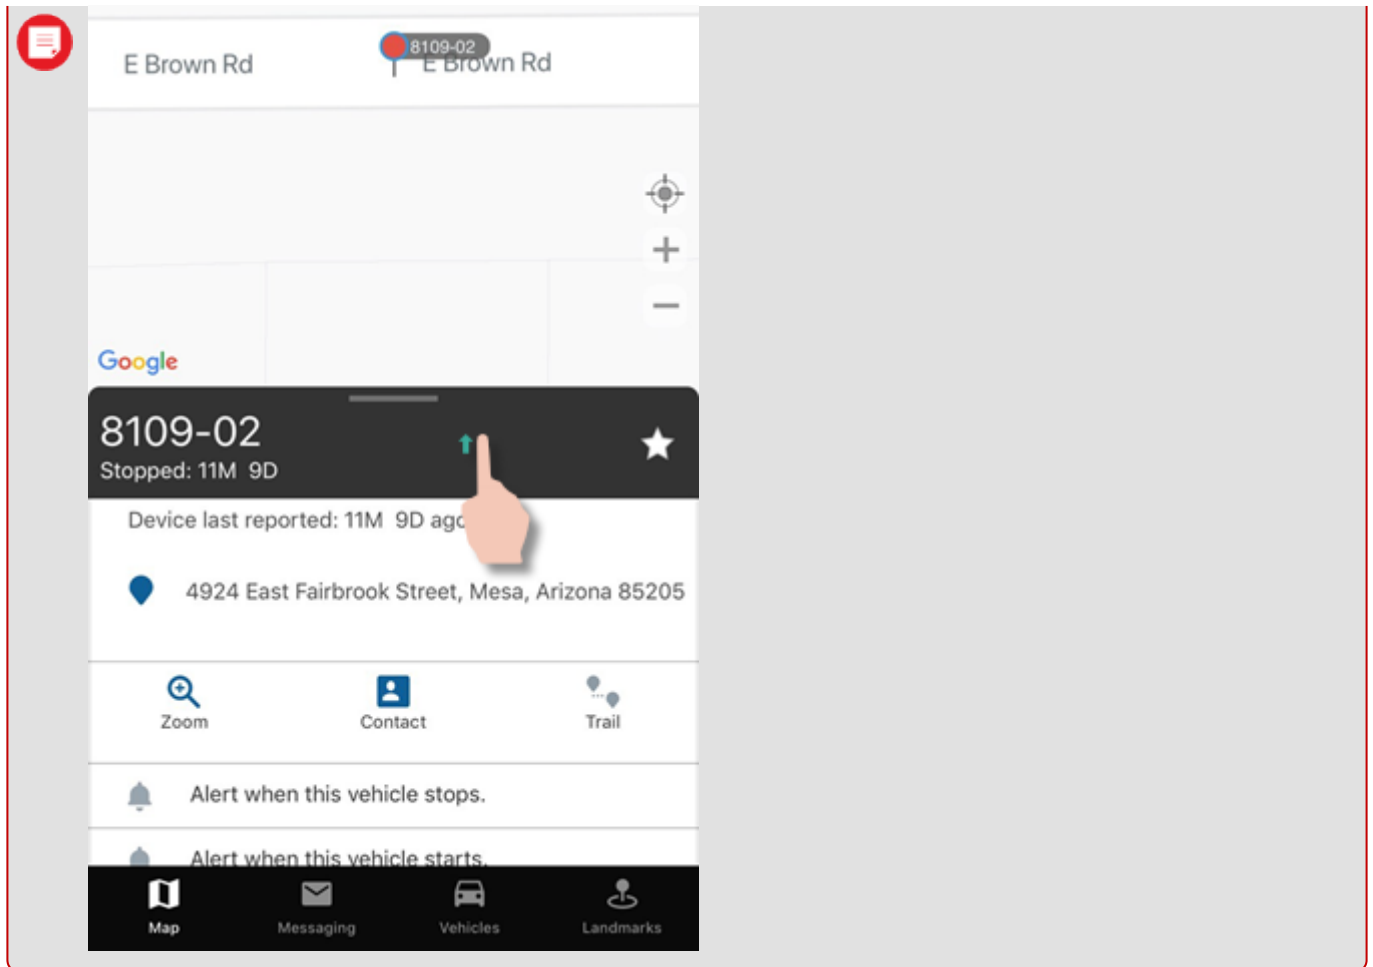 8109-02
E Brown Rd
E Brown Rd
Google
8109-02
Stopped: 11M 9D
Device last reported: 11M 9D ago
4924 East Fairbrook Street, Mesa, Arizona 85205
Zoom
Contact
Trail
Alert when this vehicle stops.
Alert when this vehicle starts.
Map
Messaging
Vehicles
Landmarks